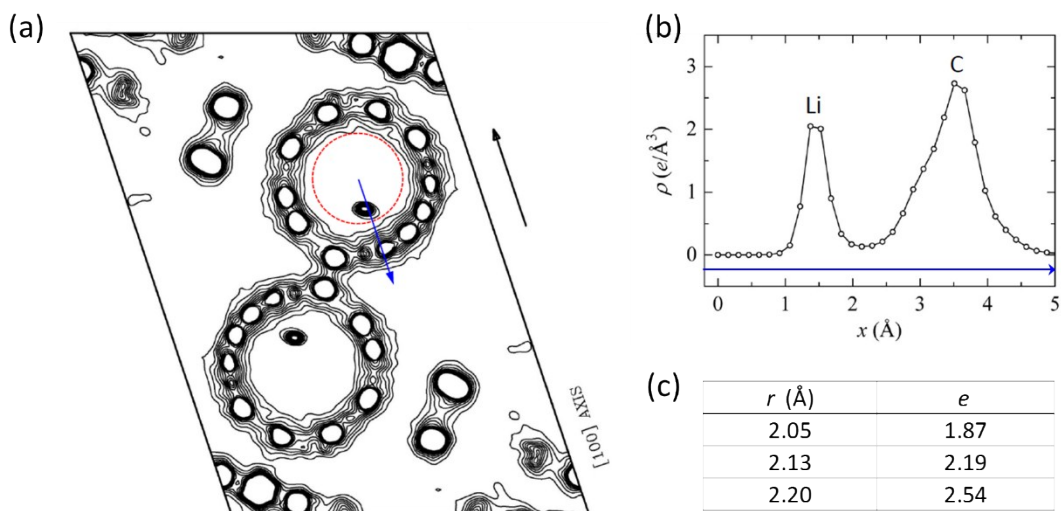 (a)
[100] AXIS
(b)
ρ (e/Å³)
3
2
1
0
Li
C
0 1 2 3 4 5
x (Å)
(c)
r (Å) e
2.05 1.87
2.13 2.19
2.20 2.54